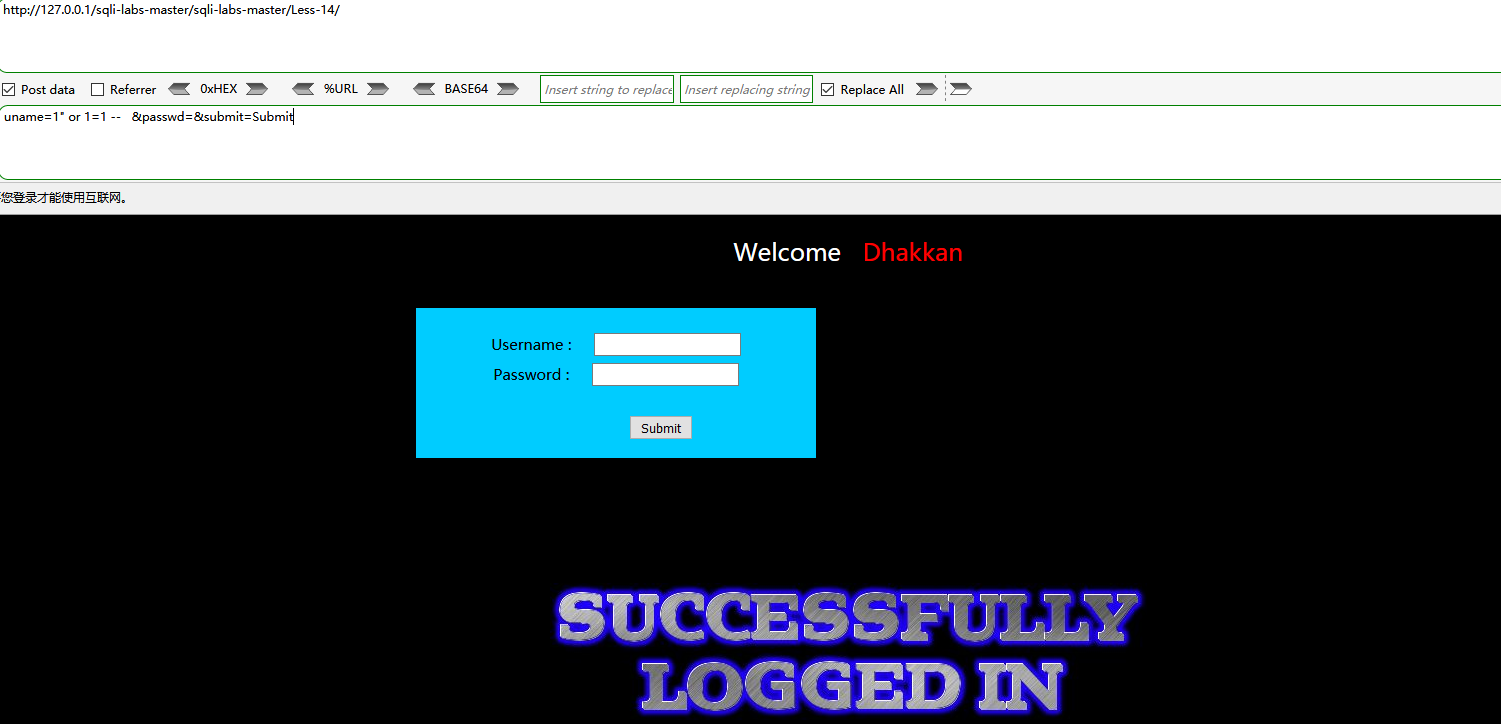 http://127.0.0.1/sqli-labs-master/sqli-labs-master/Less-14/
Post data Referrer 0xHEX %URL BASE64 Insert string to replace Insert replacing string Replace All
uname=1" or 1=1 --   &passwd=&submit=Submit
您登录才能使用互联网。
Welcome Dhakkan
Username :
Password :
Submit
SUCCESSFULLY
LOGGED IN